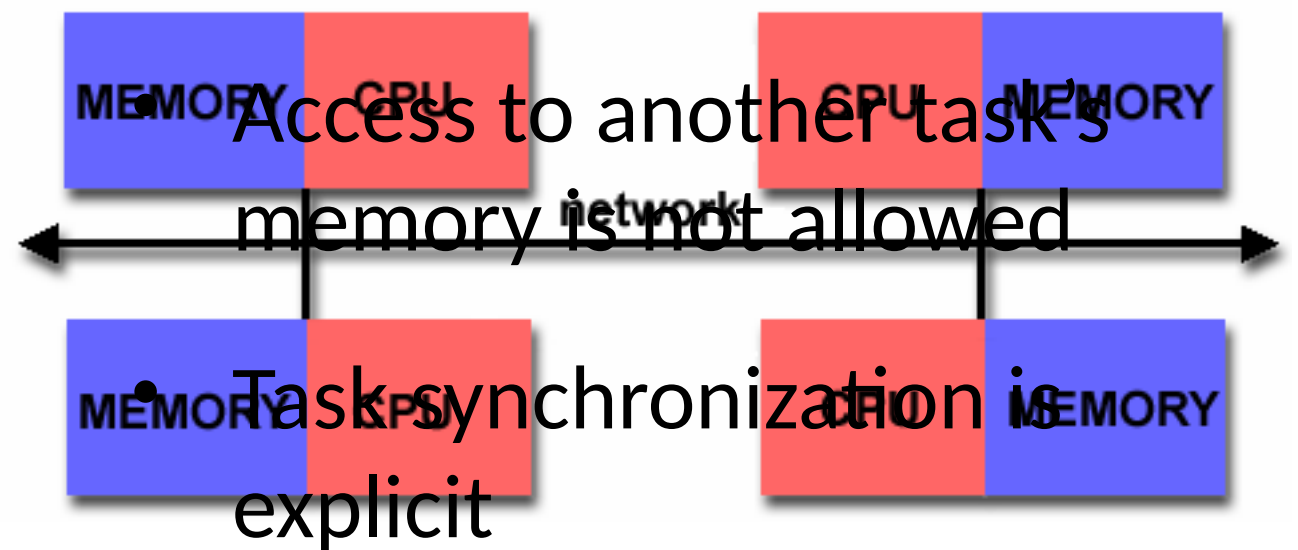 MEMORY CPU CPU MEMORY
• Access to another task's
network
memory is not allowed
MEMORY CPU CPU MEMORY
• Task synchronization is
explicit